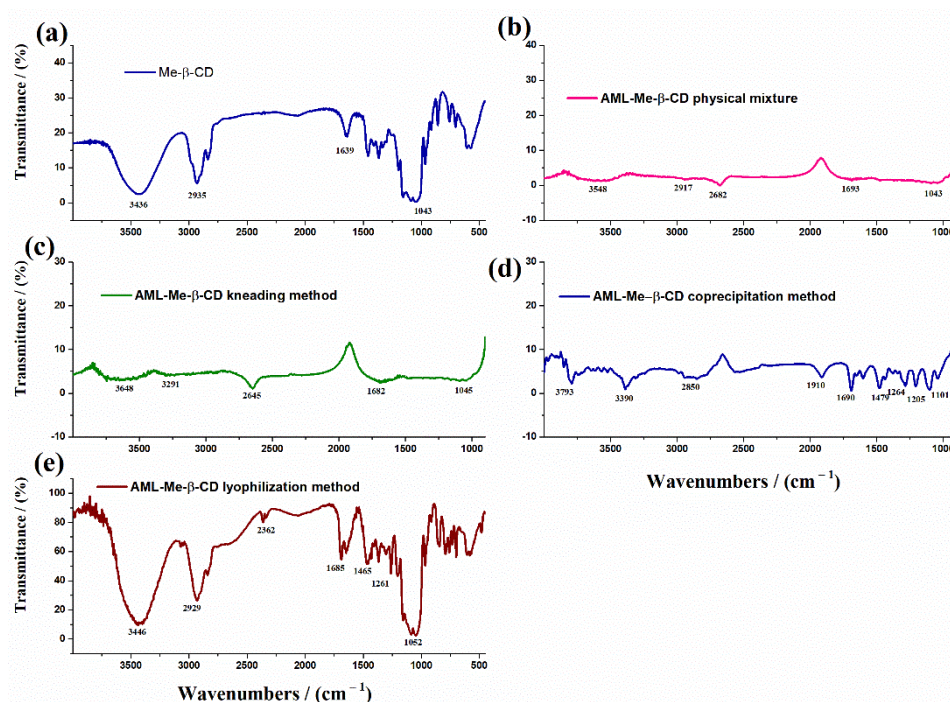 (a)
Transmittance / (%)
40
30
20
10
0
Me-β-CD
3436
2935
1639
1043
3500 3000 2500 2000 1500 1000 500
(b)
Transmittance / (%)
40
30
20
10
0
-10
AML-Me-β-CD physical mixture
3548
2917
2682
1693
1043
3500 3000 2500 2000 1500 1000
(c)
Transmittance / (%)
30
20
10
0
-10
AML-Me-β-CD kneading method
3648
3291
2645
1682
1045
3500 3000 2500 2000 1500 1000
(d)
Transmittance / (%)
30
20
10
0
-10
AML-Me−β-CD coprecipitation method
3793
3390
2850
1910
1690
1479
1264
1205
1101
3500 3000 2500 2000 1500 1000
Wavenumbers / (cm⁻¹)
(e)
Transmittance / (%)
100
80
60
40
20
0
AML-Me-β-CD lyophilization method
3446
2929
2362
1685
1465
1261
1052
3500 3000 2500 2000 1500 1000 500
Wavenumbers / (cm⁻¹)